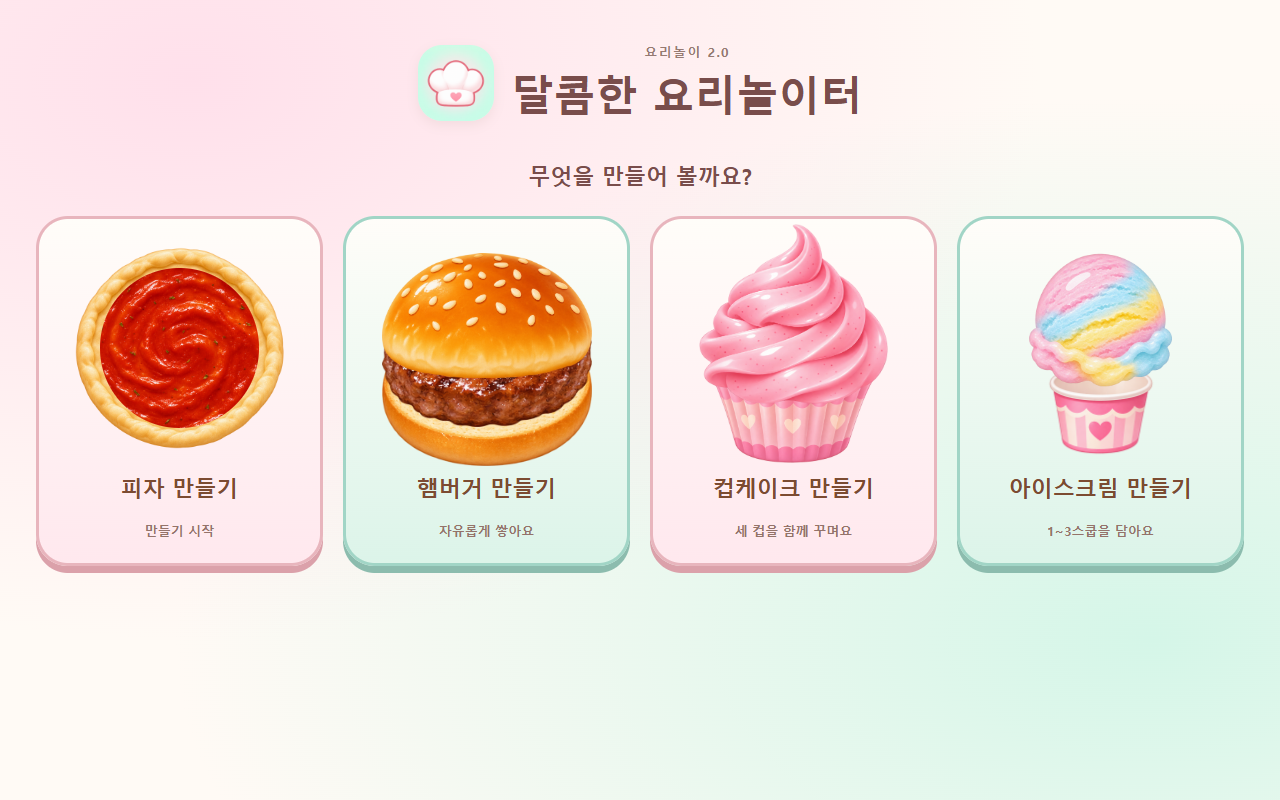 요리놀이 2.0
달콤한 요리놀이터
무엇을 만들어 볼까요?
피자 만들기
만들기 시작
햄버거 만들기
자유롭게 쌓아요
컵케이크 만들기
세 컵을 함께 꾸며요
아이스크림 만들기
1~3스쿱을 담아요